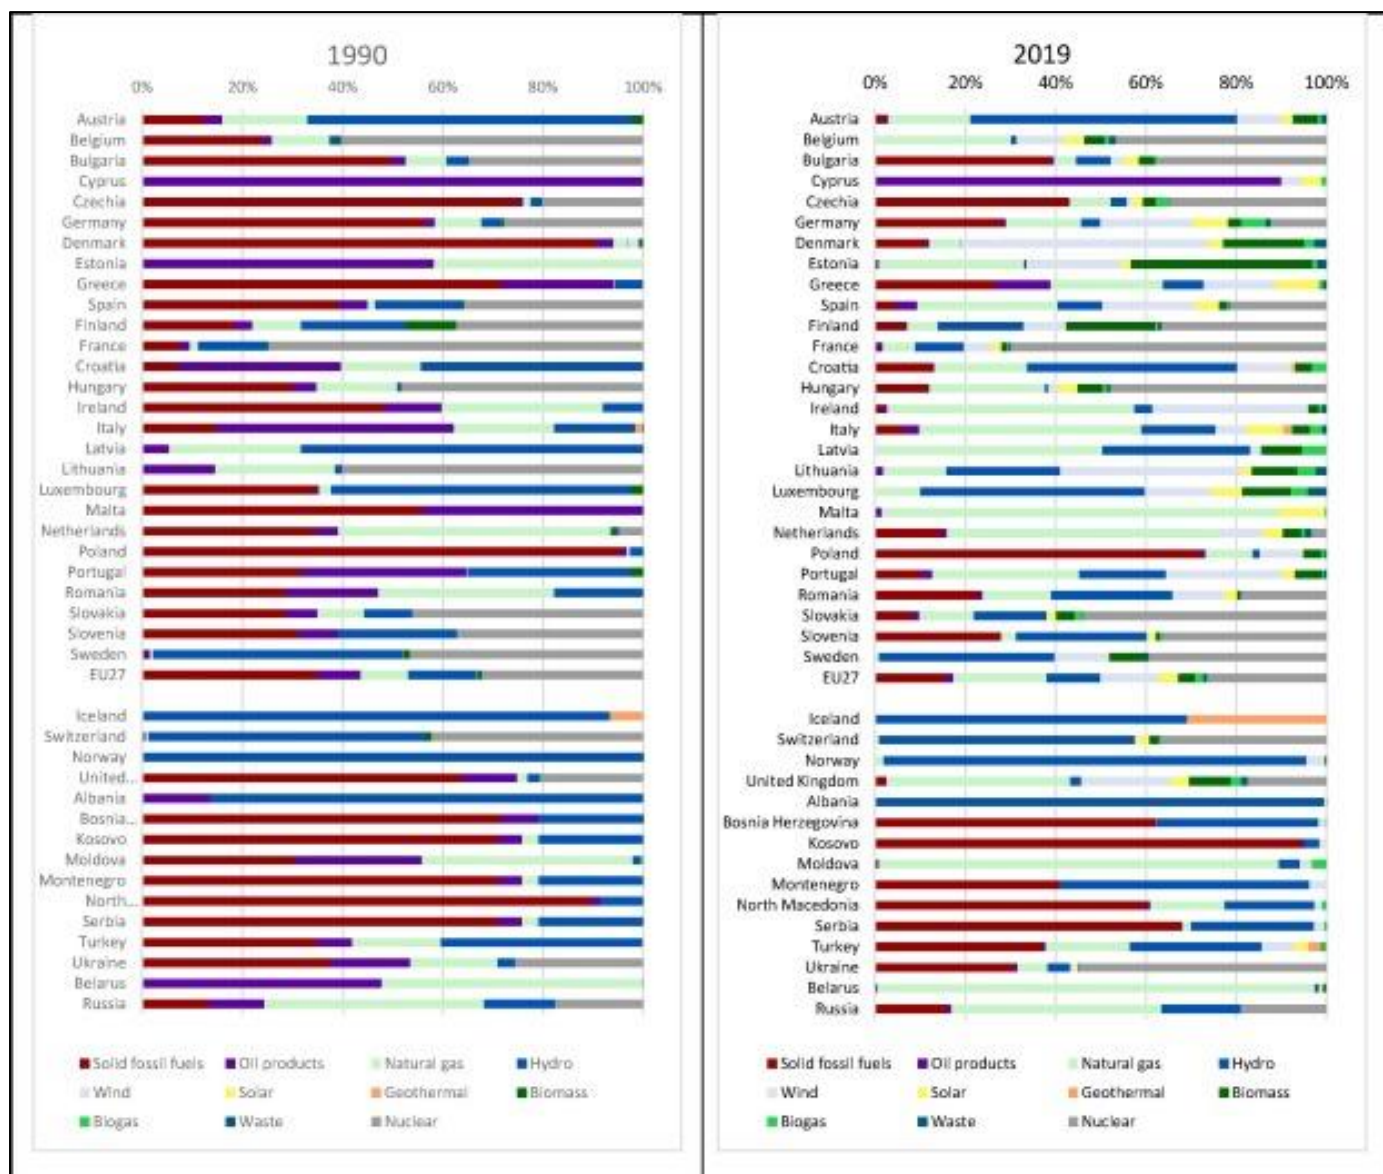 1990
0% 20% 40% 60% 80% 100%
Austria
Belgium
Bulgaria
Cyprus
Czechia
Germany
Denmark
Estonia
Greece
Spain
Finland
France
Croatia
Hungary
Ireland
Italy
Latvia
Lithuania
Luxembourg
Malta
Netherlands
Poland
Portugal
Romania
Slovakia
Slovenia
Sweden
EU27
Iceland
Switzerland
Norway
United...
Albania
Bosnia...
Kosovo
Moldova
Montenegro
North...
Serbia
Turkey
Ukraine
Belarus
Russia
Solid fossil fuels Oil products Natural gas Hydro
Wind Solar Geothermal Biomass
Biogas Waste Nuclear
2019
0% 20% 40% 60% 80% 100%
Austria
Belgium
Bulgaria
Cyprus
Czechia
Germany
Denmark
Estonia
Greece
Spain
Finland
France
Croatia
Hungary
Ireland
Italy
Latvia
Lithuania
Luxembourg
Malta
Netherlands
Poland
Portugal
Romania
Slovakia
Slovenia
Sweden
EU27
Iceland
Switzerland
Norway
United Kingdom
Albania
Bosnia Herzegovina
Kosovo
Moldova
Montenegro
North Macedonia
Serbia
Turkey
Ukraine
Belarus
Russia
Solid fossil fuels Oil products Natural gas Hydro
Wind Solar Geothermal Biomass
Biogas Waste Nuclear